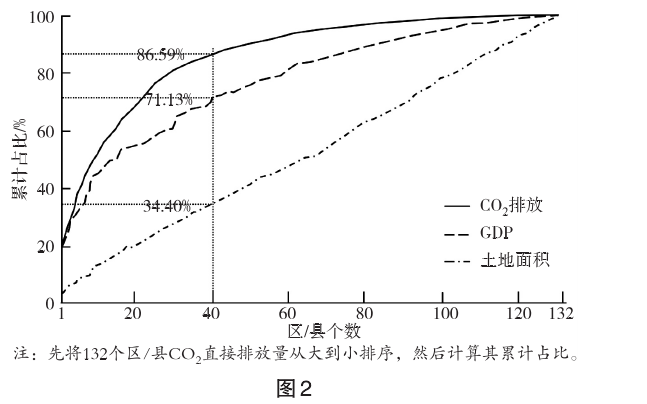 100
86.59%
80
71.13%
60
累计占比/%
40
34.40%
CO₂排放
GDP
20
土地面积
0
1 20 40 60 80 100 120 132
区/县个数
注：先将132个区/县CO₂直接排放量从大到小排序，然后计算其累计占比。
图2